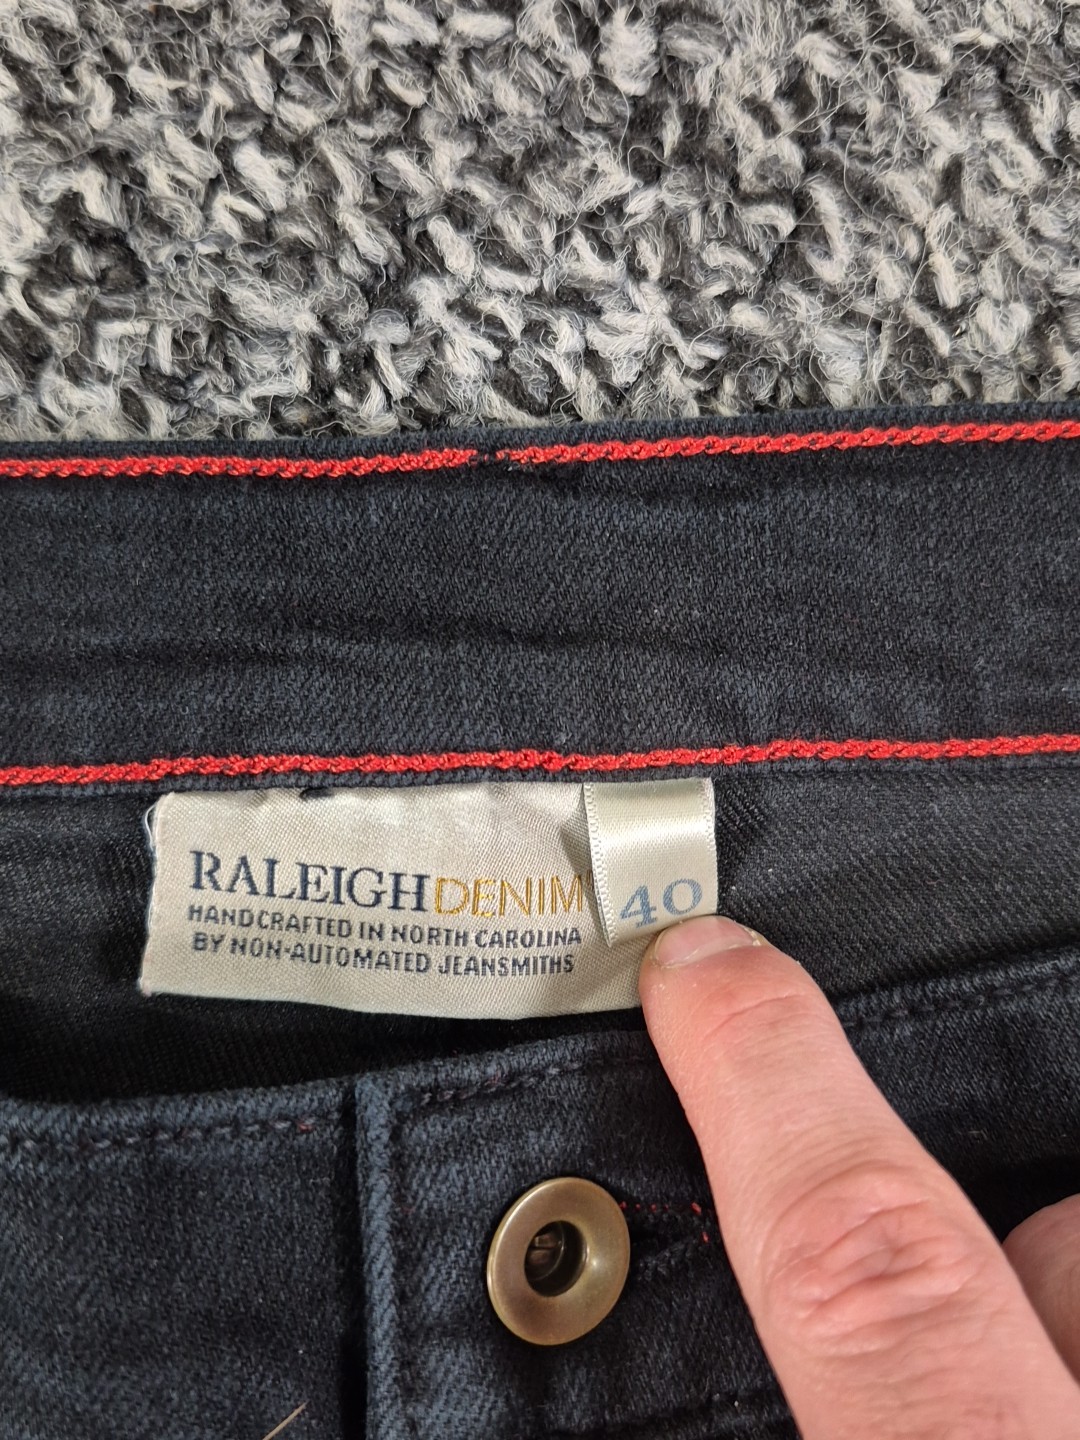 RALEIGHDENIM
HANDCRAFTED IN NORTH CAROLINA
BY NON-AUTOMATED JEANSMITHS
40